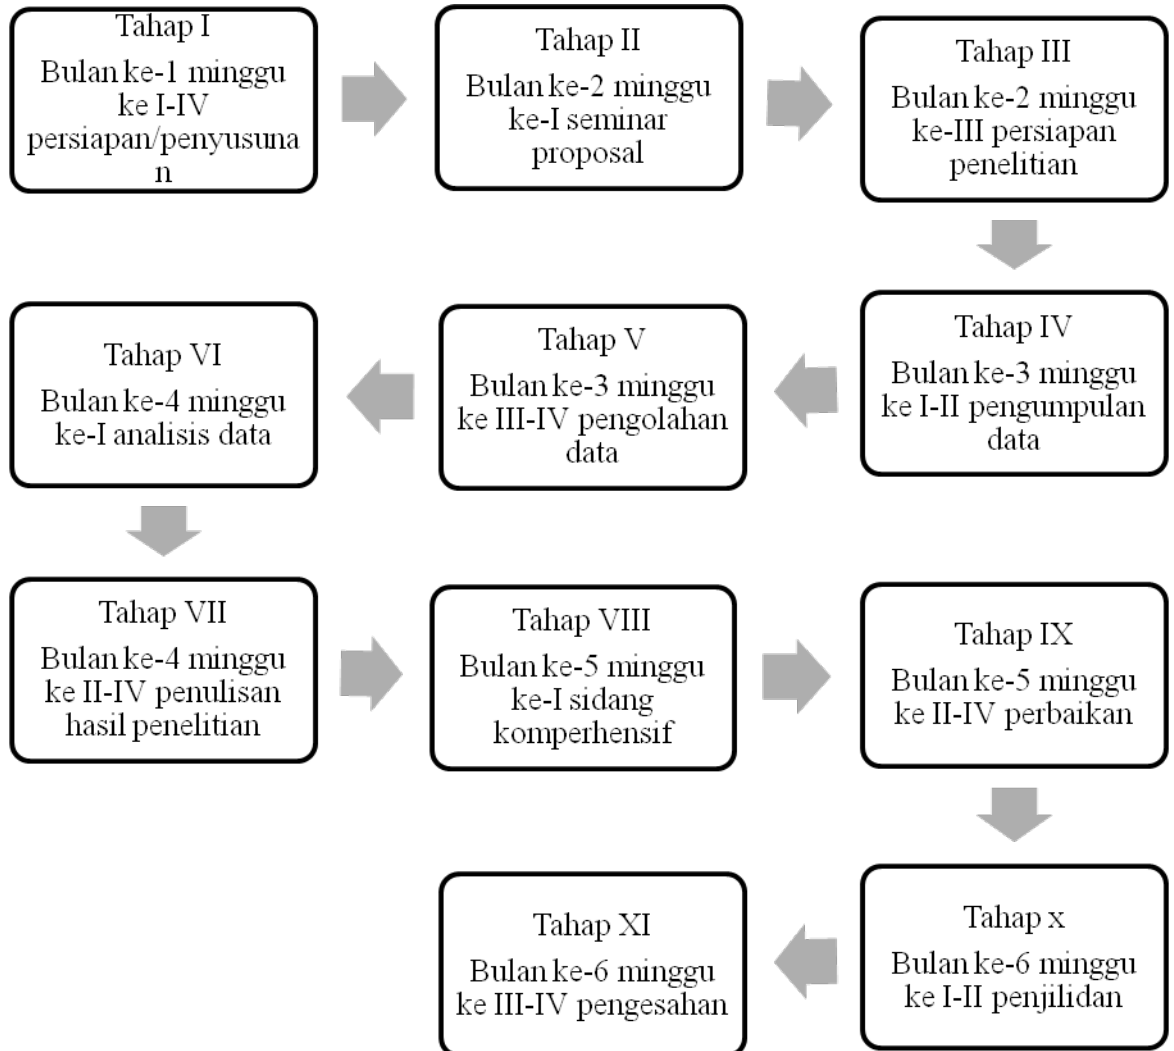 Tahap I
Bulan ke-1 minggu
ke I-IV
persiapan/penyusuna
n
Tahap II
Bulan ke-2 minggu
ke-I seminar
proposal
Tahap III
Bulan ke-2 minggu
ke-III persiapan
penelitian
Tahap IV
Bulan ke-3 minggu
ke I-II pengumpulan
data
Tahap V
Bulan ke-3 minggu
ke III-IV pengolahan
data
Tahap VI
Bulan ke-4 minggu
ke-I analisis data
Tahap VII
Bulan ke-4 minggu
ke II-IV penulisan
hasil penelitian
Tahap VIII
Bulan ke-5 minggu
ke-I sidang
komperhensif
Tahap IX
Bulan ke-5 minggu
ke II-IV perbaikan
Tahap x
Bulan ke-6 minggu
ke I-II penjilidan
Tahap XI
Bulan ke-6 minggu
ke III-IV pengesahan